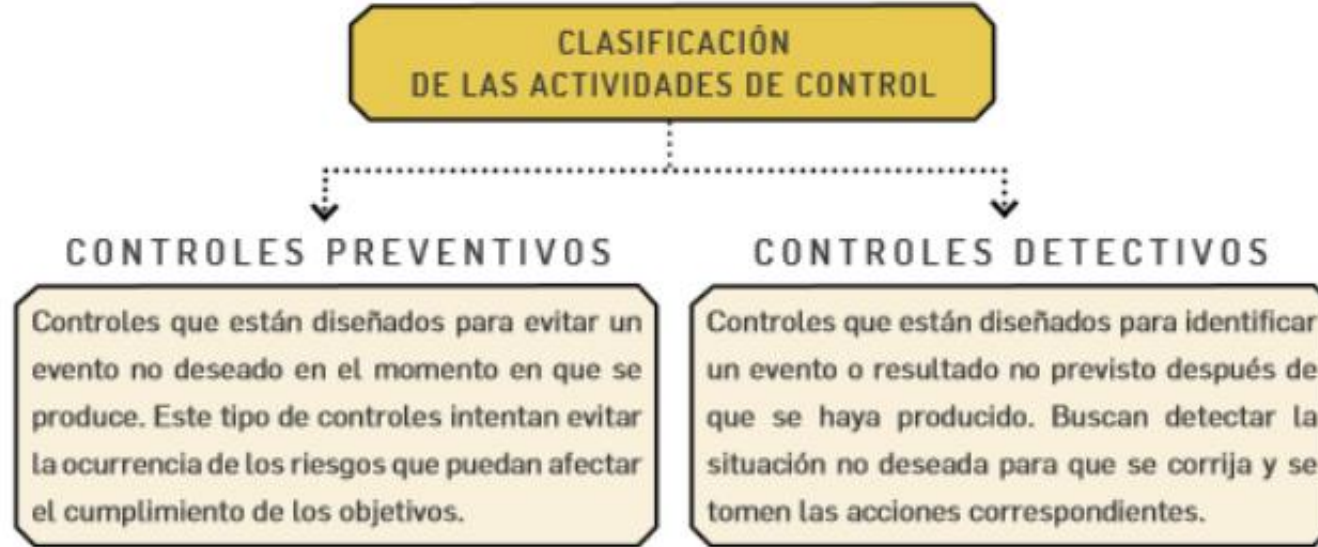 CLASIFICACIÓN
DE LAS ACTIVIDADES DE CONTROL
CONTROLES PREVENTIVOS
Controles que están diseñados para evitar un
evento no deseado en el momento en que se
produce. Este tipo de controles intentan evitar
la ocurrencia de los riesgos que puedan afectar
el cumplimiento de los objetivos.
CONTROLES DETECTIVOS
Controles que están diseñados para identificar
un evento o resultado no previsto después de
que se haya producido. Buscan detectar la
situación no deseada para que se corrija y se
tomen las acciones correspondientes.